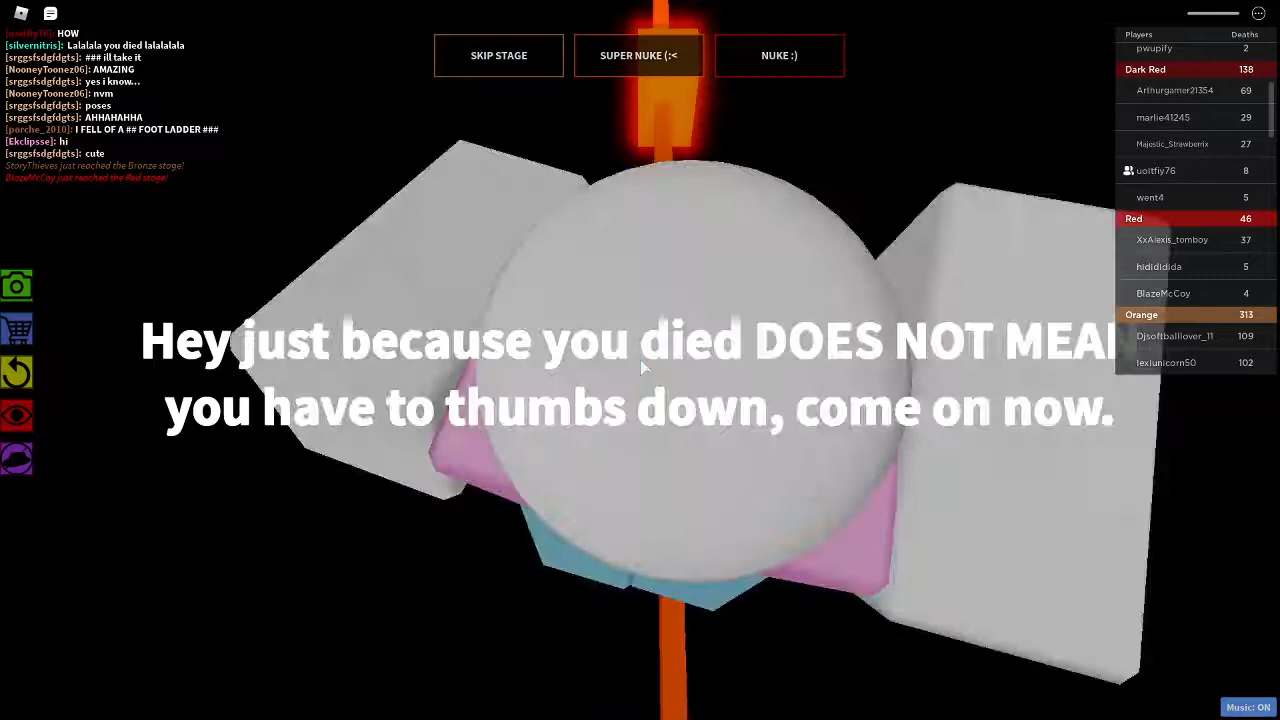 [uoltfiy76]: HOW
[silvernitris]: Lalalala you died lalalalala
[srggsfsdgfdgts]: ### ill take it
[NooneyToonez06]: AMAZING
[srggsfsdgfdgts]: yes i know...
[NooneyToonez06]: nvm
[srggsfsdgfdgts]: poses
[srggsfsdgfdgts]: AHHAHAHHA
[porche_2010]: I FELL OF A ## FOOT LADDER ###
[Ekclipsse]: hi
[srggsfsdgfdgts]: cute
StoryThieves just reached the Bronze stage!
BlazeMcCoy just reached the Red stage!
SKIP STAGE
SUPER NUKE (:<
NUKE :)
Players Deaths
pwupify 2
Dark Red 138
Arthurgamer21354 69
marlie41245 29
Majestic_Strawberrix 27
uoltfiy76 8
went4 5
Red 46
XxAlexis_tomboy 37
hidididida 5
BlazeMcCoy 4
Orange 313
Djsoftballlover_11 109
lexiunicorn50 102
Hey just because you died DOES NOT MEAN
you have to thumbs down, come on now.
Music: ON